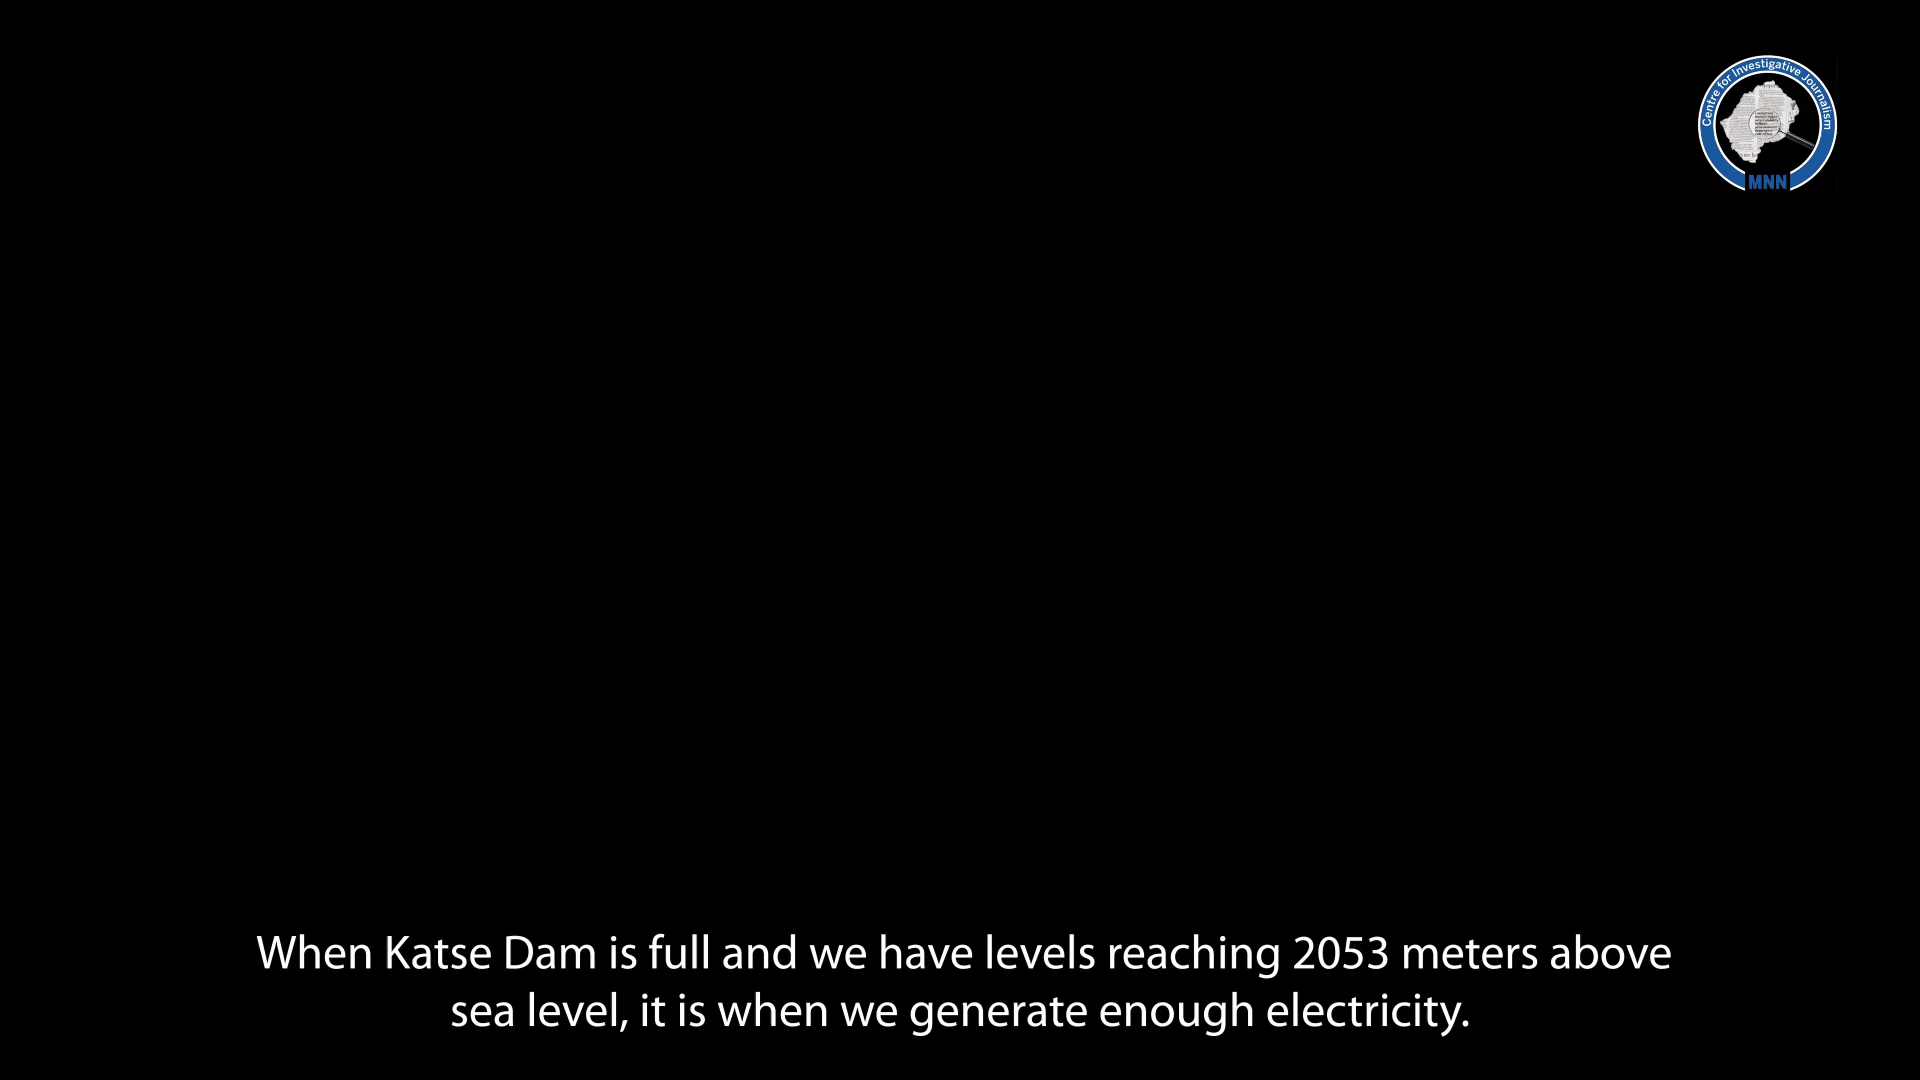 Centre for Investigative Journalism
MNN
When Katse Dam is full and we have levels reaching 2053 meters above
sea level, it is when we generate enough electricity.